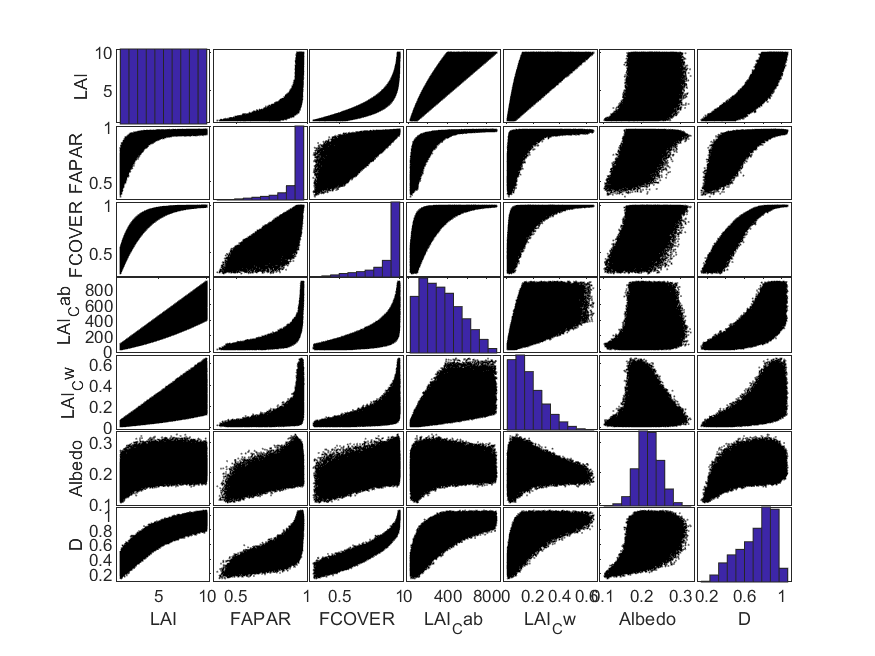 LAI
10
5
FAPAR
1
0.5
FCOVER
1
0.5
LAI_Cab
800
600
400
200
0
LAI_Cw
0.6
0.4
0.2
0
Albedo
0.3
0.2
0.1
D
1
0.8
0.6
0.4
0.2
5 10 0.5 1 0.5 1 0 400 800 0 0.2 0.4 0.6 0.1 0.2 0.3 0.2 0.6 1
LAI FAPAR FCOVER LAI_Cab LAI_Cw Albedo D